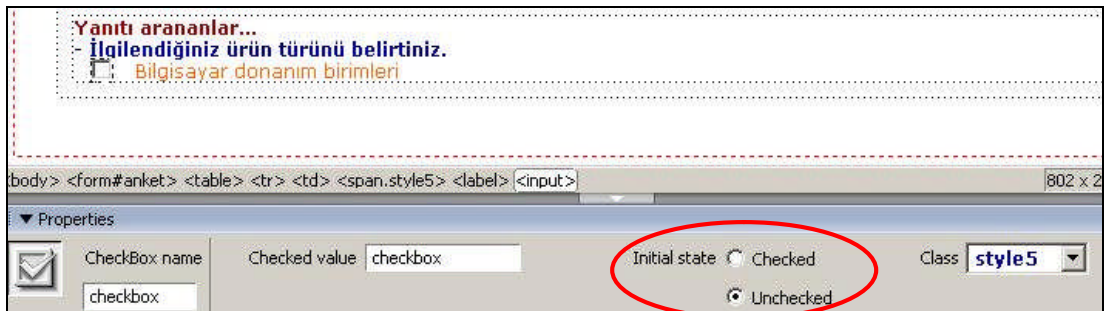 Yanıtı arananlar...
- İlgilendiğiniz ürün türünü belirtiniz.
Bilgisayar donanım birimleri
<body> <form#anket> <table> <tr> <td> <span.style5> <label> <input>
802 x 2
Properties
CheckBox name
Checked value checkbox
Initial state Checked
Class style5
checkbox
Unchecked